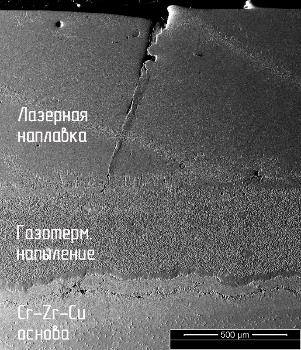 Лазерная
наплавка
Газотерм.
напыление
Cr-Zr-Cu
основа
500 µm